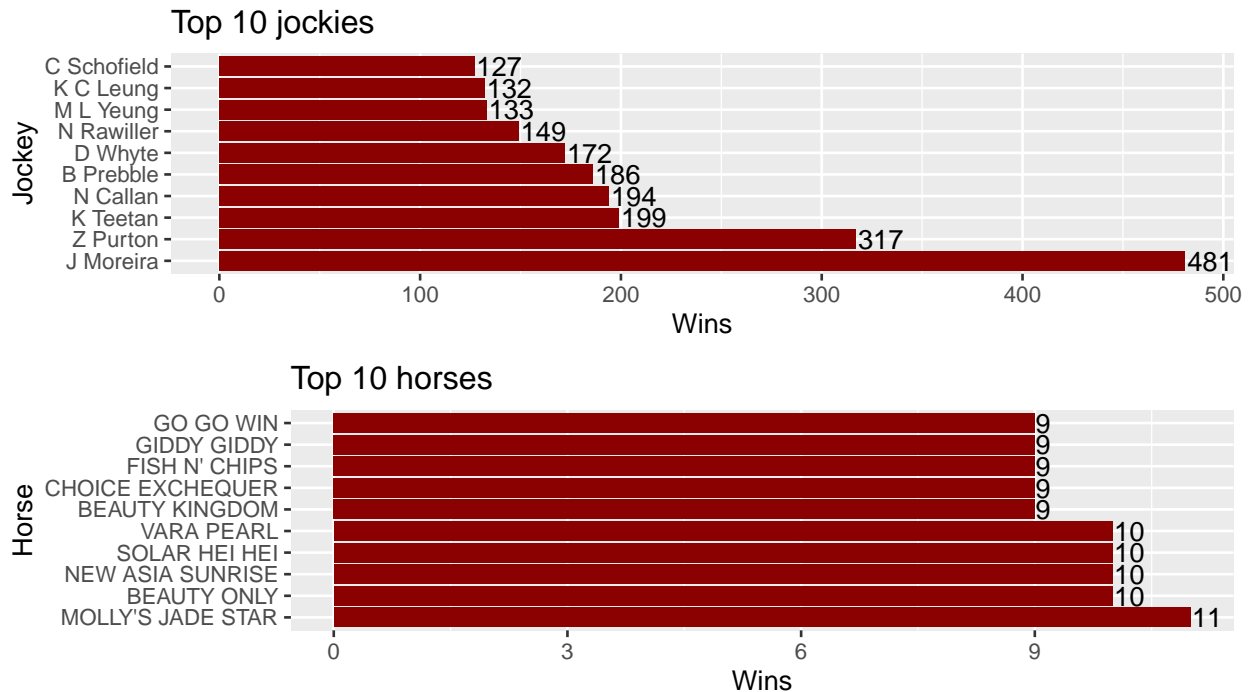 Top 10 jockies
Jockey
C Schofield 127
K C Leung 132
M L Yeung 133
N Rawiller 149
D Whyte 172
B Prebble 186
N Callan 194
K Teetan 199
Z Purton 317
J Moreira 481
0 100 200 300 400 500
Wins
Top 10 horses
Horse
GO GO WIN 9
GIDDY GIDDY 9
FISH N' CHIPS 9
CHOICE EXCHEQUER 9
BEAUTY KINGDOM 9
VARA PEARL 10
SOLAR HEI HEI 10
NEW ASIA SUNRISE 10
BEAUTY ONLY 10
MOLLY'S JADE STAR 11
0 3 6 9
Wins